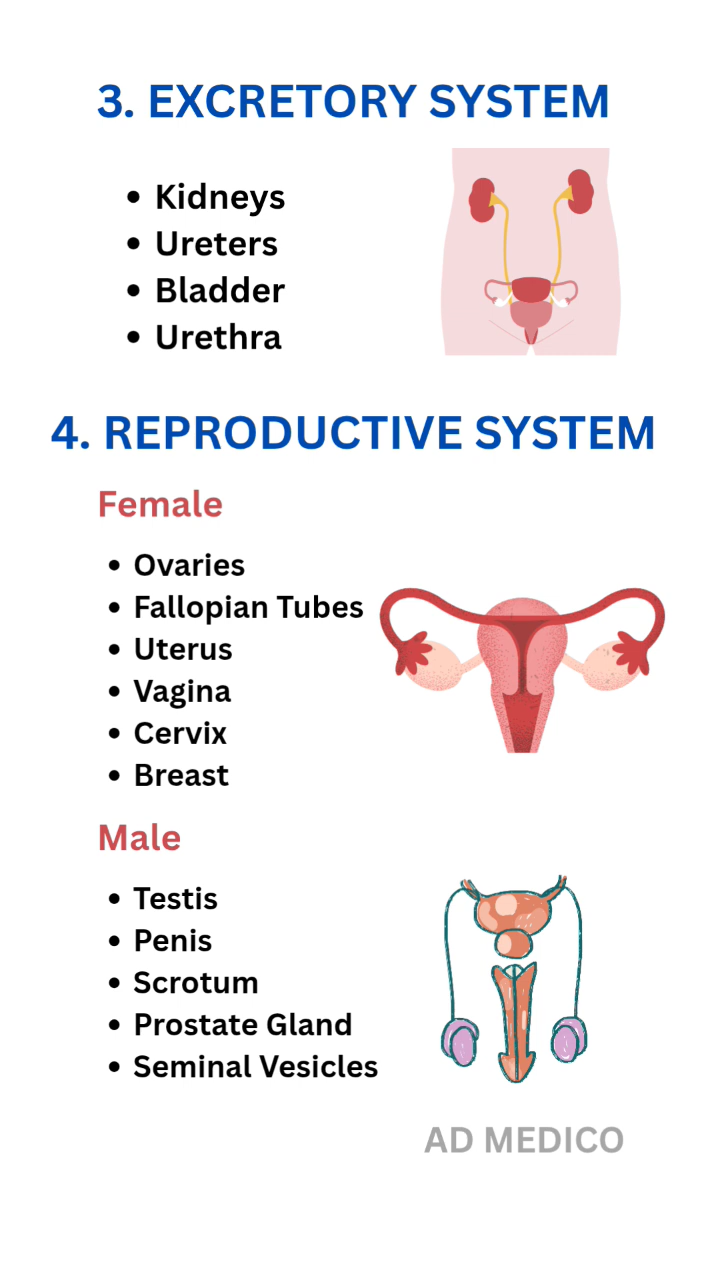 3. EXCRETORY SYSTEM
• Kidneys
• Ureters
• Bladder
• Urethra
4. REPRODUCTIVE SYSTEM
Female
• Ovaries
• Fallopian Tubes
• Uterus
• Vagina
• Cervix
• Breast
Male
• Testis
• Penis
• Scrotum
• Prostate Gland
• Seminal Vesicles
AD MEDICO